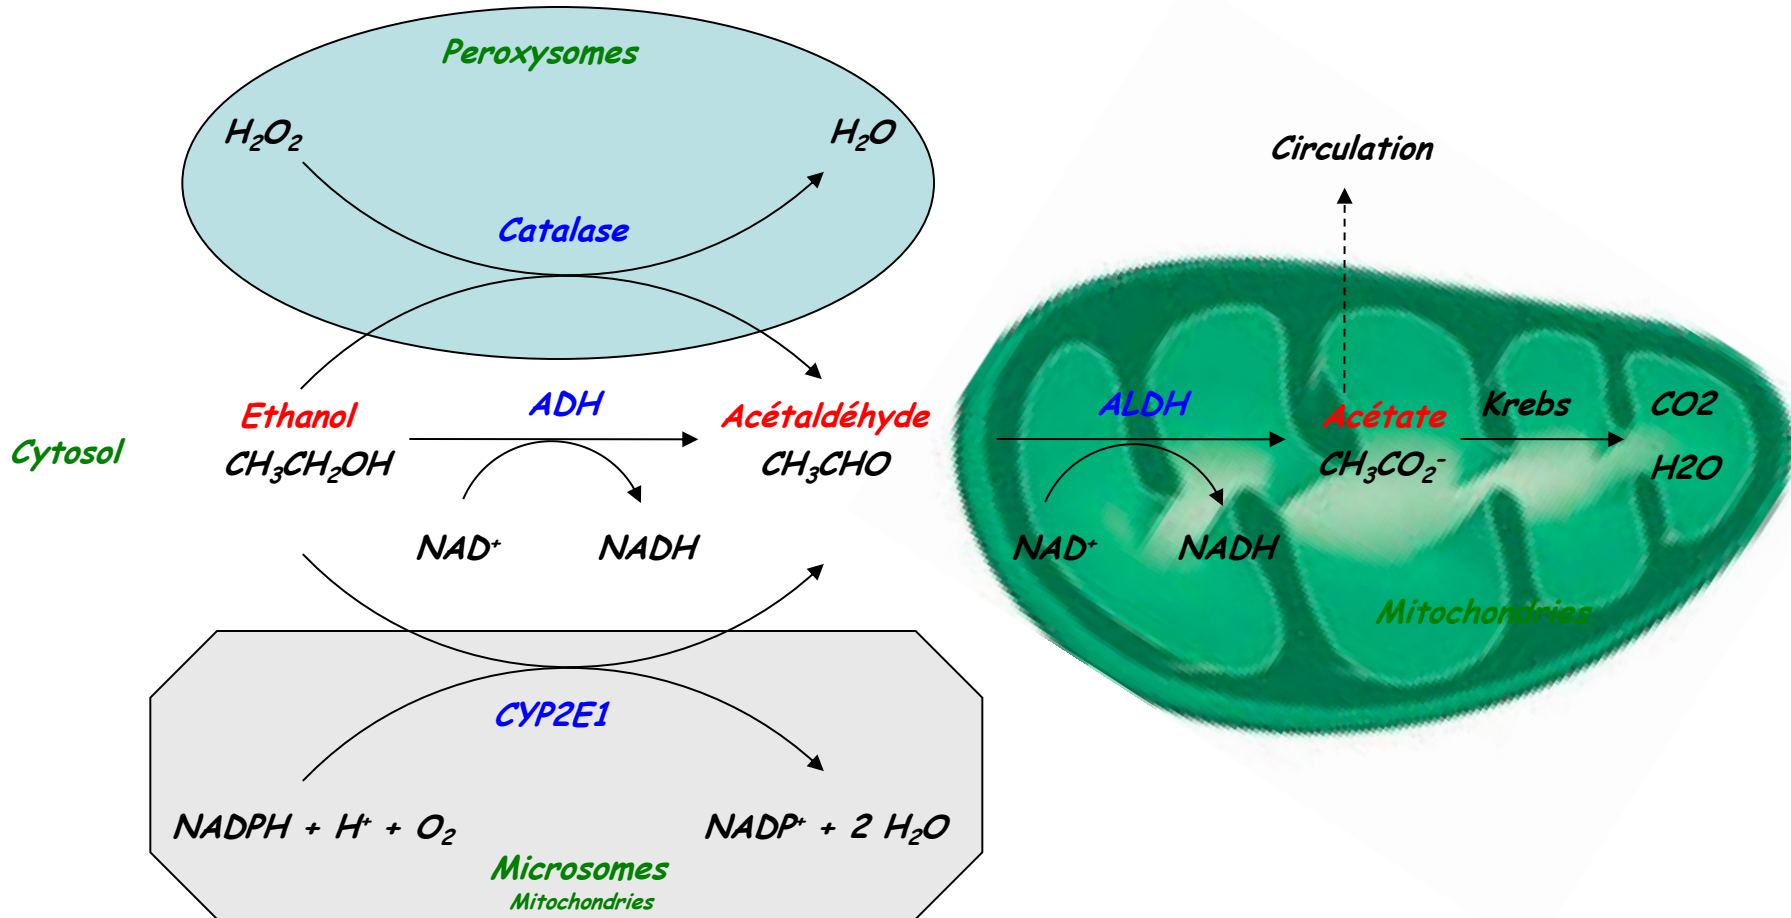 Peroxysomes
H₂O₂
H₂O
Catalase
Circulation
Ethanol
CH₃CH₂OH
ADH
NAD⁺
NADH
Acétaldéhyde
CH₃CHO
ALDH
NAD⁺
NADH
Acétate
CH₃CO₂⁻
Krebs
CO2
H2O
Cytosol
Mitochondries
CYP2E1
NADPH + H⁺ + O₂
NADP⁺ + 2 H₂O
Microsomes
Mitochondries